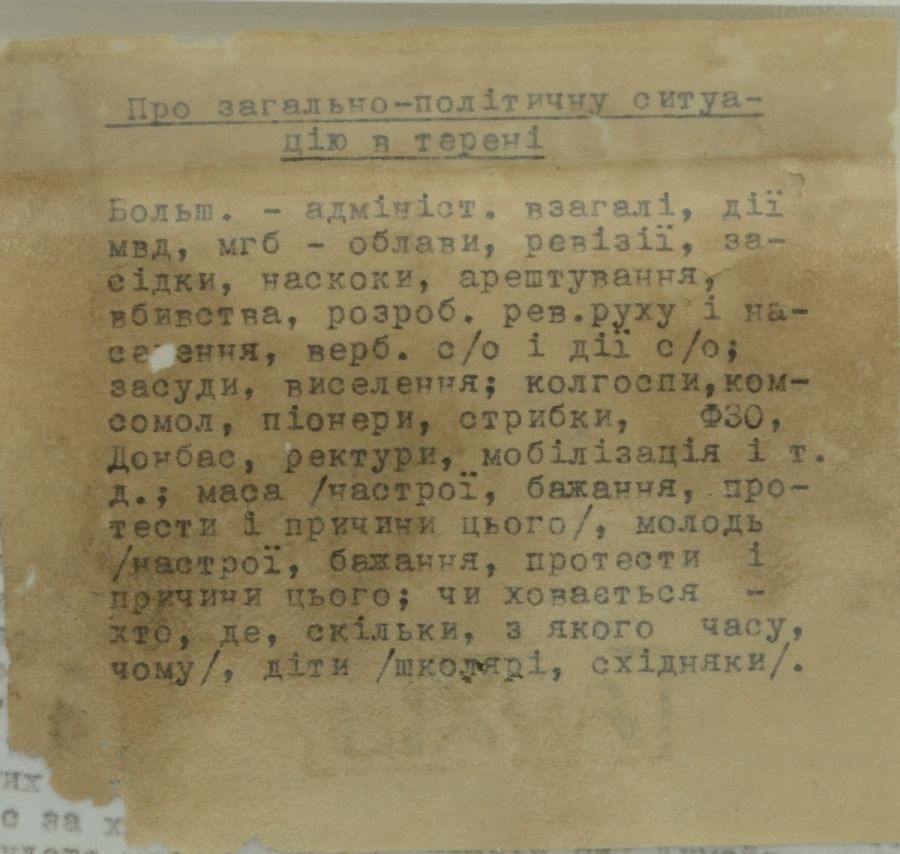 Про загально-політичну ситуа-
цію в терені
Больш. - адмініст. взагалі, дії
мвд, мгб - облави, ревізії, за-
сідки, наскоки, арештування,
вбивства, розроб. рев.руху і на-
селення, верб. с/о і дії с/о;
засуди, виселення; колгоспи,ком-
сомол, піонери, стрибки, ФЗО,
Донбас, ректури, мобілізація і т.
д.; маса /настрої, бажання, про-
тести і причини цього/, молодь
/настрої, бажання, протести і
причини цього; чи ховається -
хто, де, скільки, з якого часу,
чому/, діти /школярі, східняки/.
их
с за х